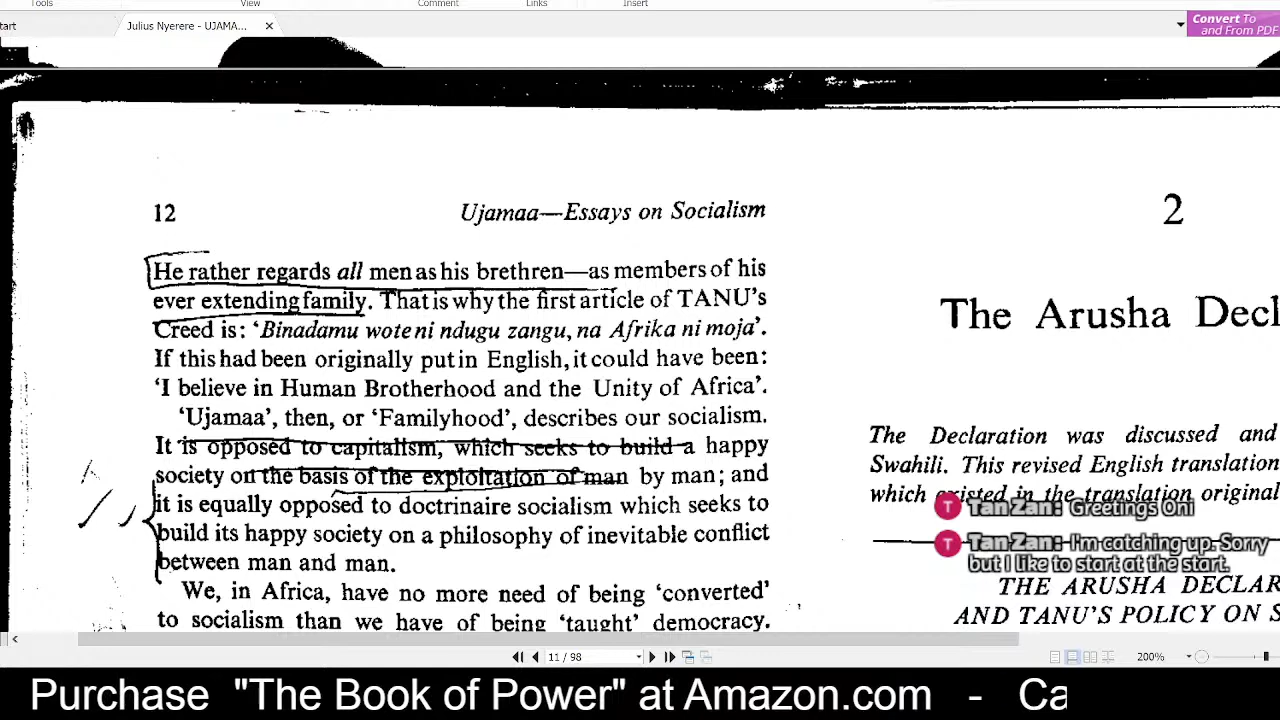 Tools View Comment Links Insert
tart Julius Nyerere - UJAMA... ×
Convert To
and From PDF
12 Ujamaa—Essays on Socialism
He rather regards all men as his brethren—as members of his
ever extending family. That is why the first article of TANU's
Creed is: 'Binadamu wote ni ndugu zangu, na Afrika ni moja'.
If this had been originally put in English, it could have been:
'I believe in Human Brotherhood and the Unity of Africa'.
'Ujamaa', then, or 'Familyhood', describes our socialism.
It is opposed to capitalism, which seeks to build a happy
society on the basis of the exploitation of man by man; and
it is equally opposed to doctrinaire socialism which seeks to
build its happy society on a philosophy of inevitable conflict
between man and man.
We, in Africa, have no more need of being 'converted'
to socialism than we have of being 'taught' democracy.
2
The Arusha Decl
The Declaration was discussed and
Swahili. This revised English translation
which existed in the translation original
THE ARUSHA DECLAR
AND TANU'S POLICY ON S
T Tan Zan: Greetings Oni
T Tan Zan: I'm catching up. Sorry
but I like to start at the start.
11 / 98 200%
Purchase "The Book of Power" at Amazon.com - Ca